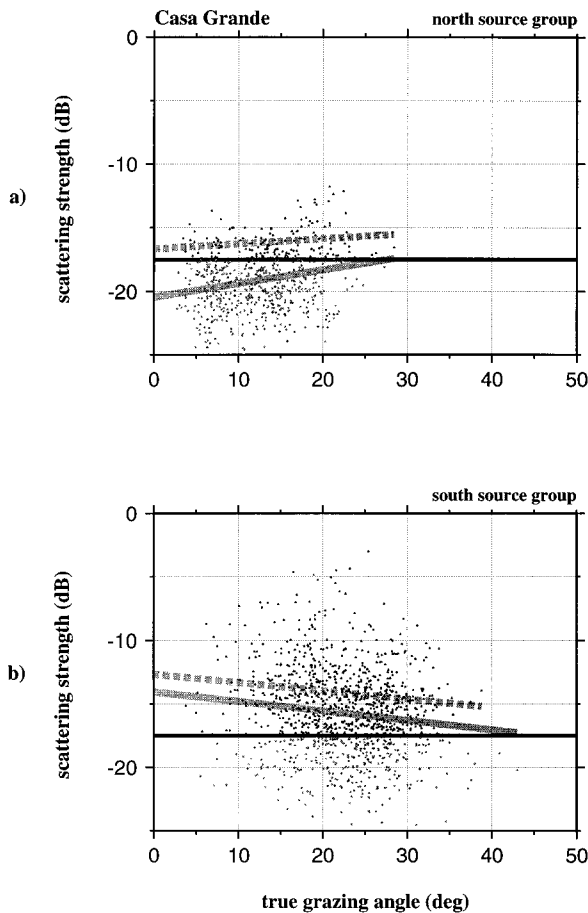 Casa Grande north source group
a)
scattering strength (dB)
0
-10
-20
0 10 20 30 40 50
south source group
b)
scattering strength (dB)
0
-10
-20
0 10 20 30 40 50
true grazing angle (deg)